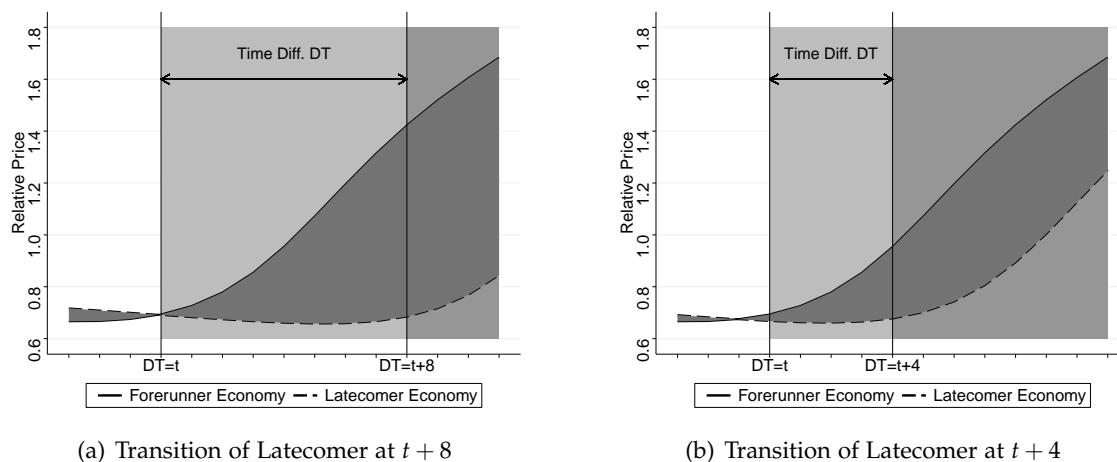 Time Diff. DT
Relative Price
1.8
1.6
1.4
1.2
1.0
0.8
0.6
DT=t
DT=t+8
Forerunner Economy
Latecomer Economy
(a) Transition of Latecomer at t + 8
Time Diff. DT
Relative Price
1.8
1.6
1.4
1.2
1.0
0.8
0.6
DT=t
DT=t+4
Forerunner Economy
Latecomer Economy
(b) Transition of Latecomer at t + 4